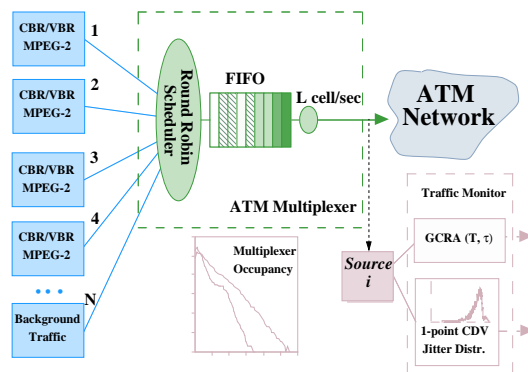 CBR/VBR
MPEG-2
1
CBR/VBR
MPEG-2
2
CBR/VBR
MPEG-2
3
CBR/VBR
MPEG-2
4
• • •
N
Background
Traffic
Round Robin
Scheduler
FIFO
L cell/sec
ATM Multiplexer
ATM
Network
Multiplexer
Occupancy
Source
i
Traffic Monitor
GCRA (T, τ)
1-point CDV
Jitter Distr.